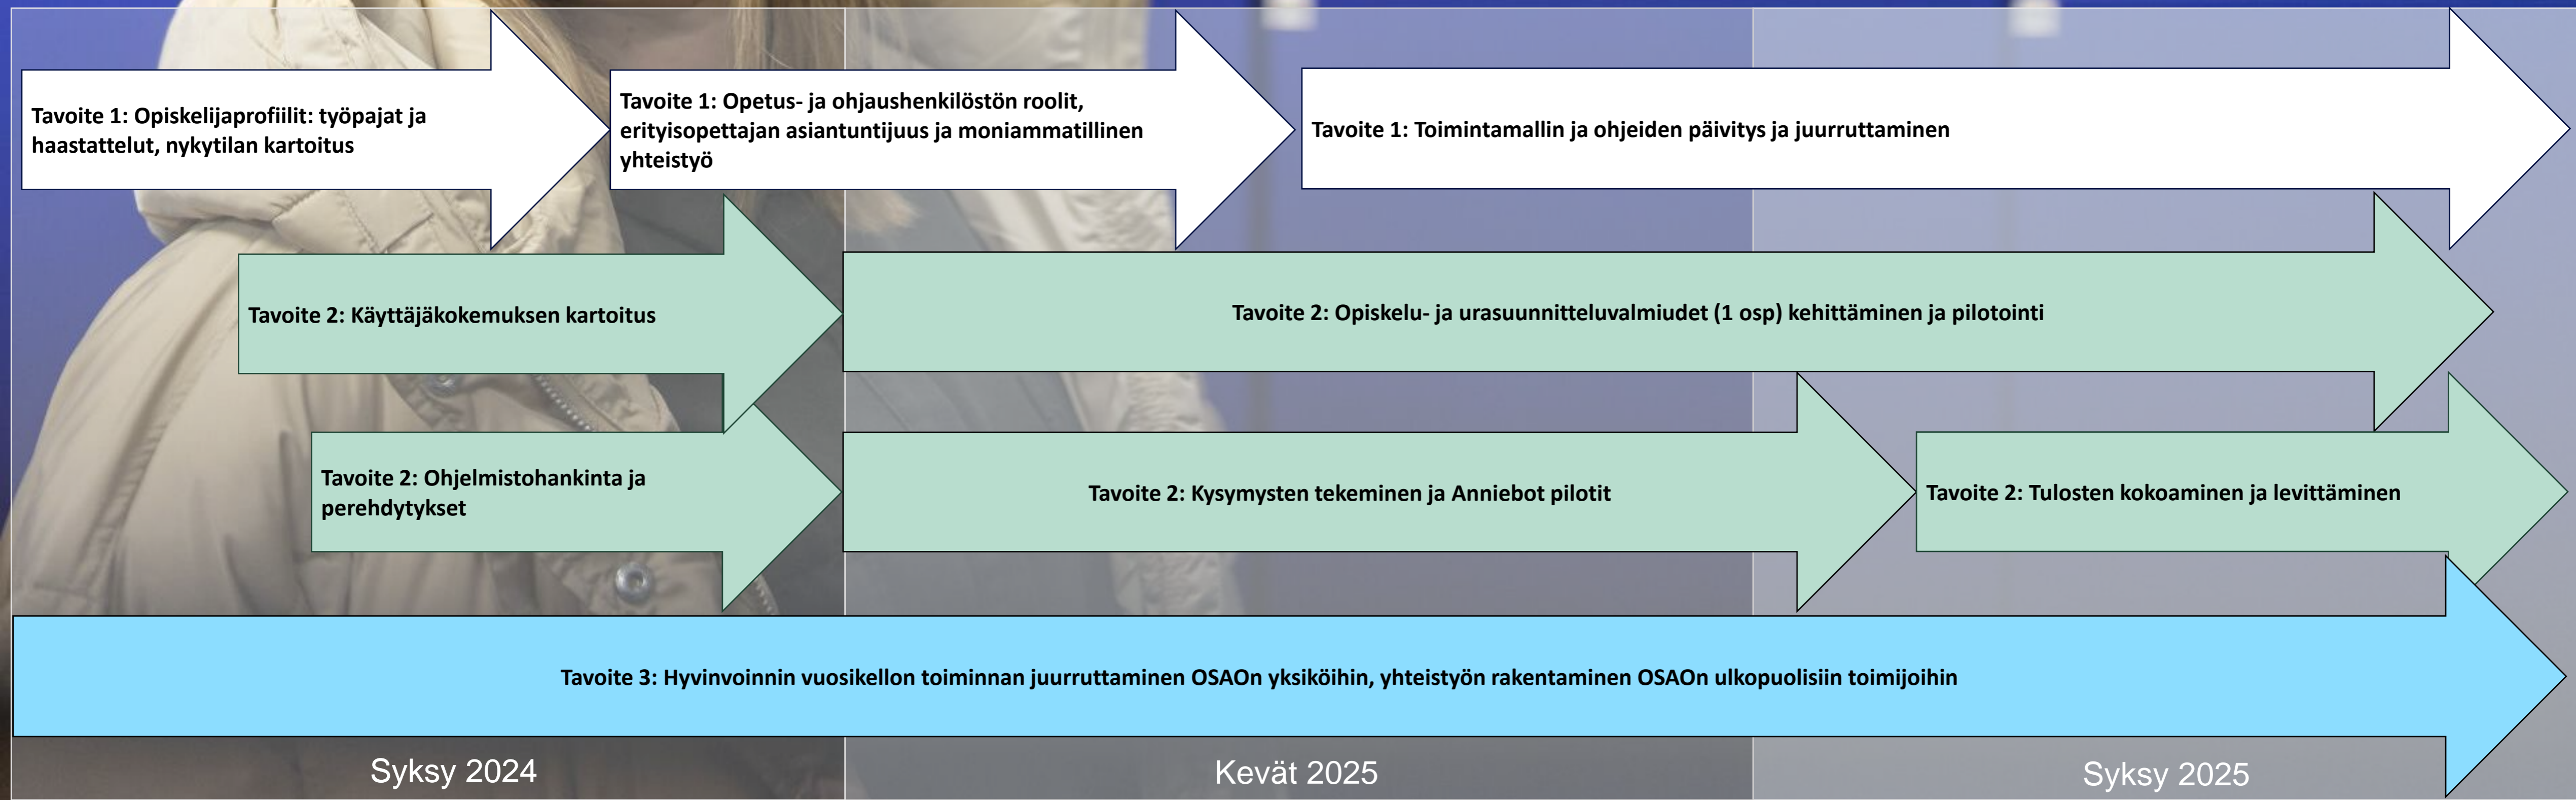 Tavoite 1: Opiskelijaprofiilit: työpajat ja
haastattelut, nykytilan kartoitus
Tavoite 1: Opetus- ja ohjaushenkilöstön roolit,
erityisopettajan asiantuntijuus ja moniammatillinen
yhteistyö
Tavoite 1: Toimintamallin ja ohjeiden päivitys ja juurruttaminen
Tavoite 2: Käyttäjäkokemuksen kartoitus
Tavoite 2: Opiskelu- ja urasuunnitteluvalmiudet (1 osp) kehittäminen ja pilotointi
Tavoite 2: Ohjelmistohankinta ja
perehdytykset
Tavoite 2: Kysymysten tekeminen ja Anniebot pilotit
Tavoite 2: Tulosten kokoaminen ja levittäminen
Tavoite 3: Hyvinvoinnin vuosikellon toiminnan juurruttaminen OSAOn yksiköihin, yhteistyön rakentaminen OSAOn ulkopuolisiin toimijoihin
Syksy 2024
Kevät 2025
Syksy 2025